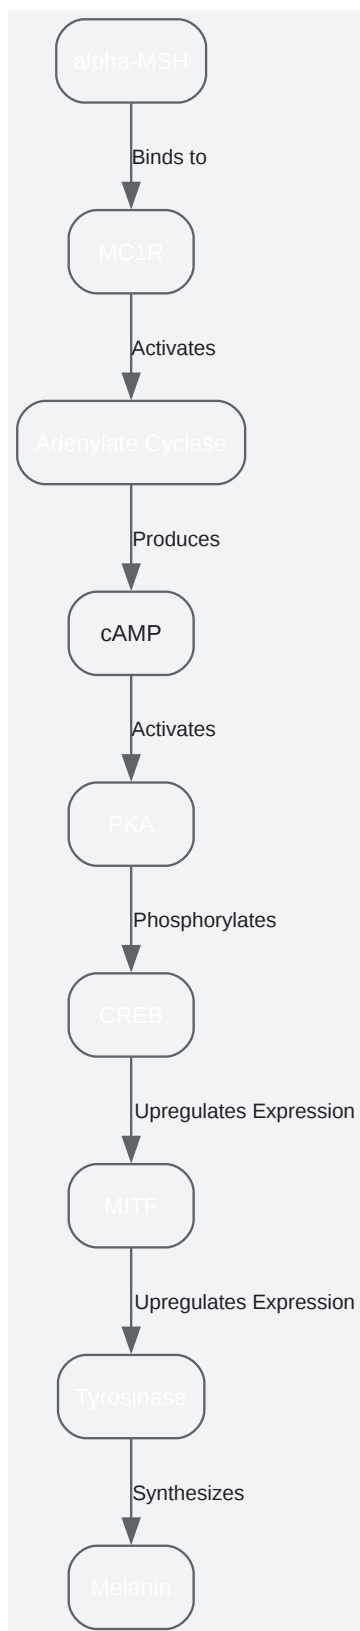 alpha-MSH
Binds to
MC1R
Activates
Adenylate Cyclase
Produces
cAMP
Activates
PKA
Phosphorylates
CREB
Upregulates Expression
MITF
Upregulates Expression
Tyrosinase
Synthesizes
Melanin